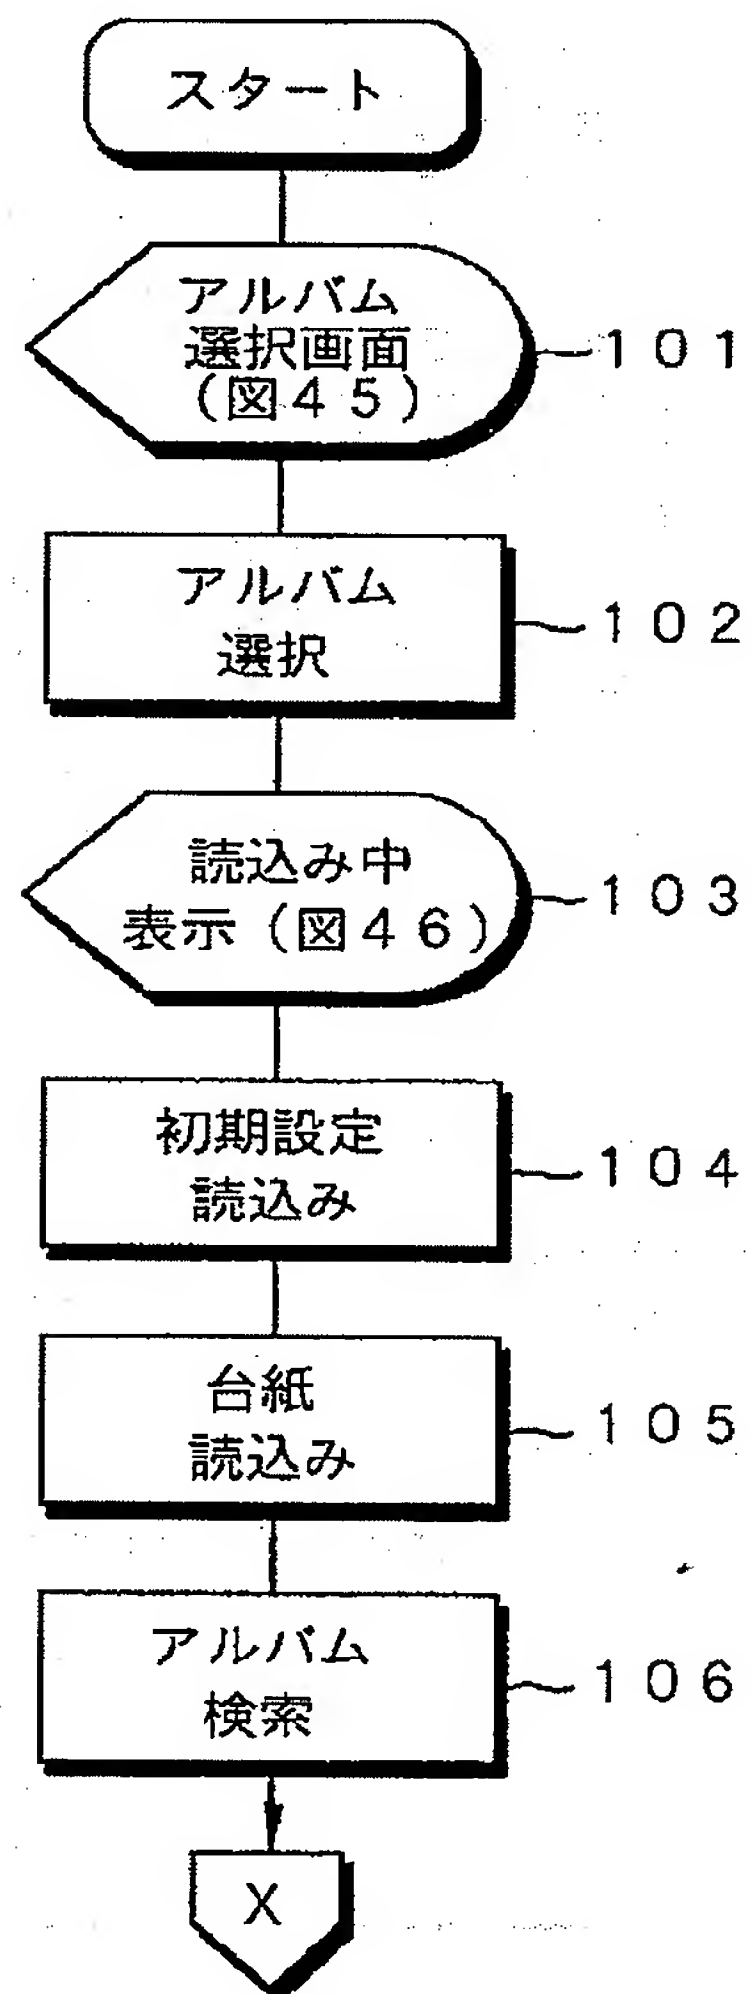 スタート
アルバム
選択画面
(図45)
101
アルバム
選択
102
読込み中
表示(図46)
103
初期設定
読込み
104
台紙
読込み
105
アルバム
検索
106
X